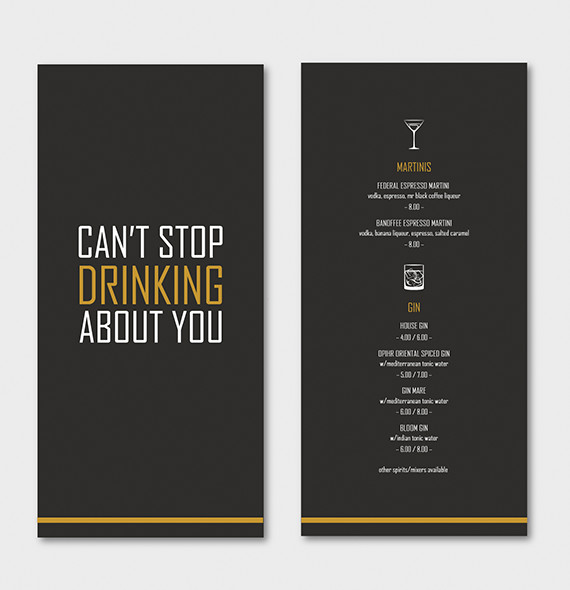 CAN'T STOP
DRINKING
ABOUT YOU
MARTINIS
FEDERAL ESPRESSO MARTINI
vodka, espresso, mr black coffee liqueur
- 8.00 -
BANOFFEE ESPRESSO MARTINI
vodka, banana liqueur, espresso, salted caramel
- 8.00 -
GIN
HOUSE GIN
- 4.00 / 6.00 -
OPIHR ORIENTAL SPICED GIN
w/mediterranean tonic water
- 5.00 / 7.00 -
GIN MARE
w/mediterranean tonic water
- 6.00 / 8.00 -
BLOOM GIN
w/indian tonic water
- 6.00 / 8.00 -
other spirits/mixers available